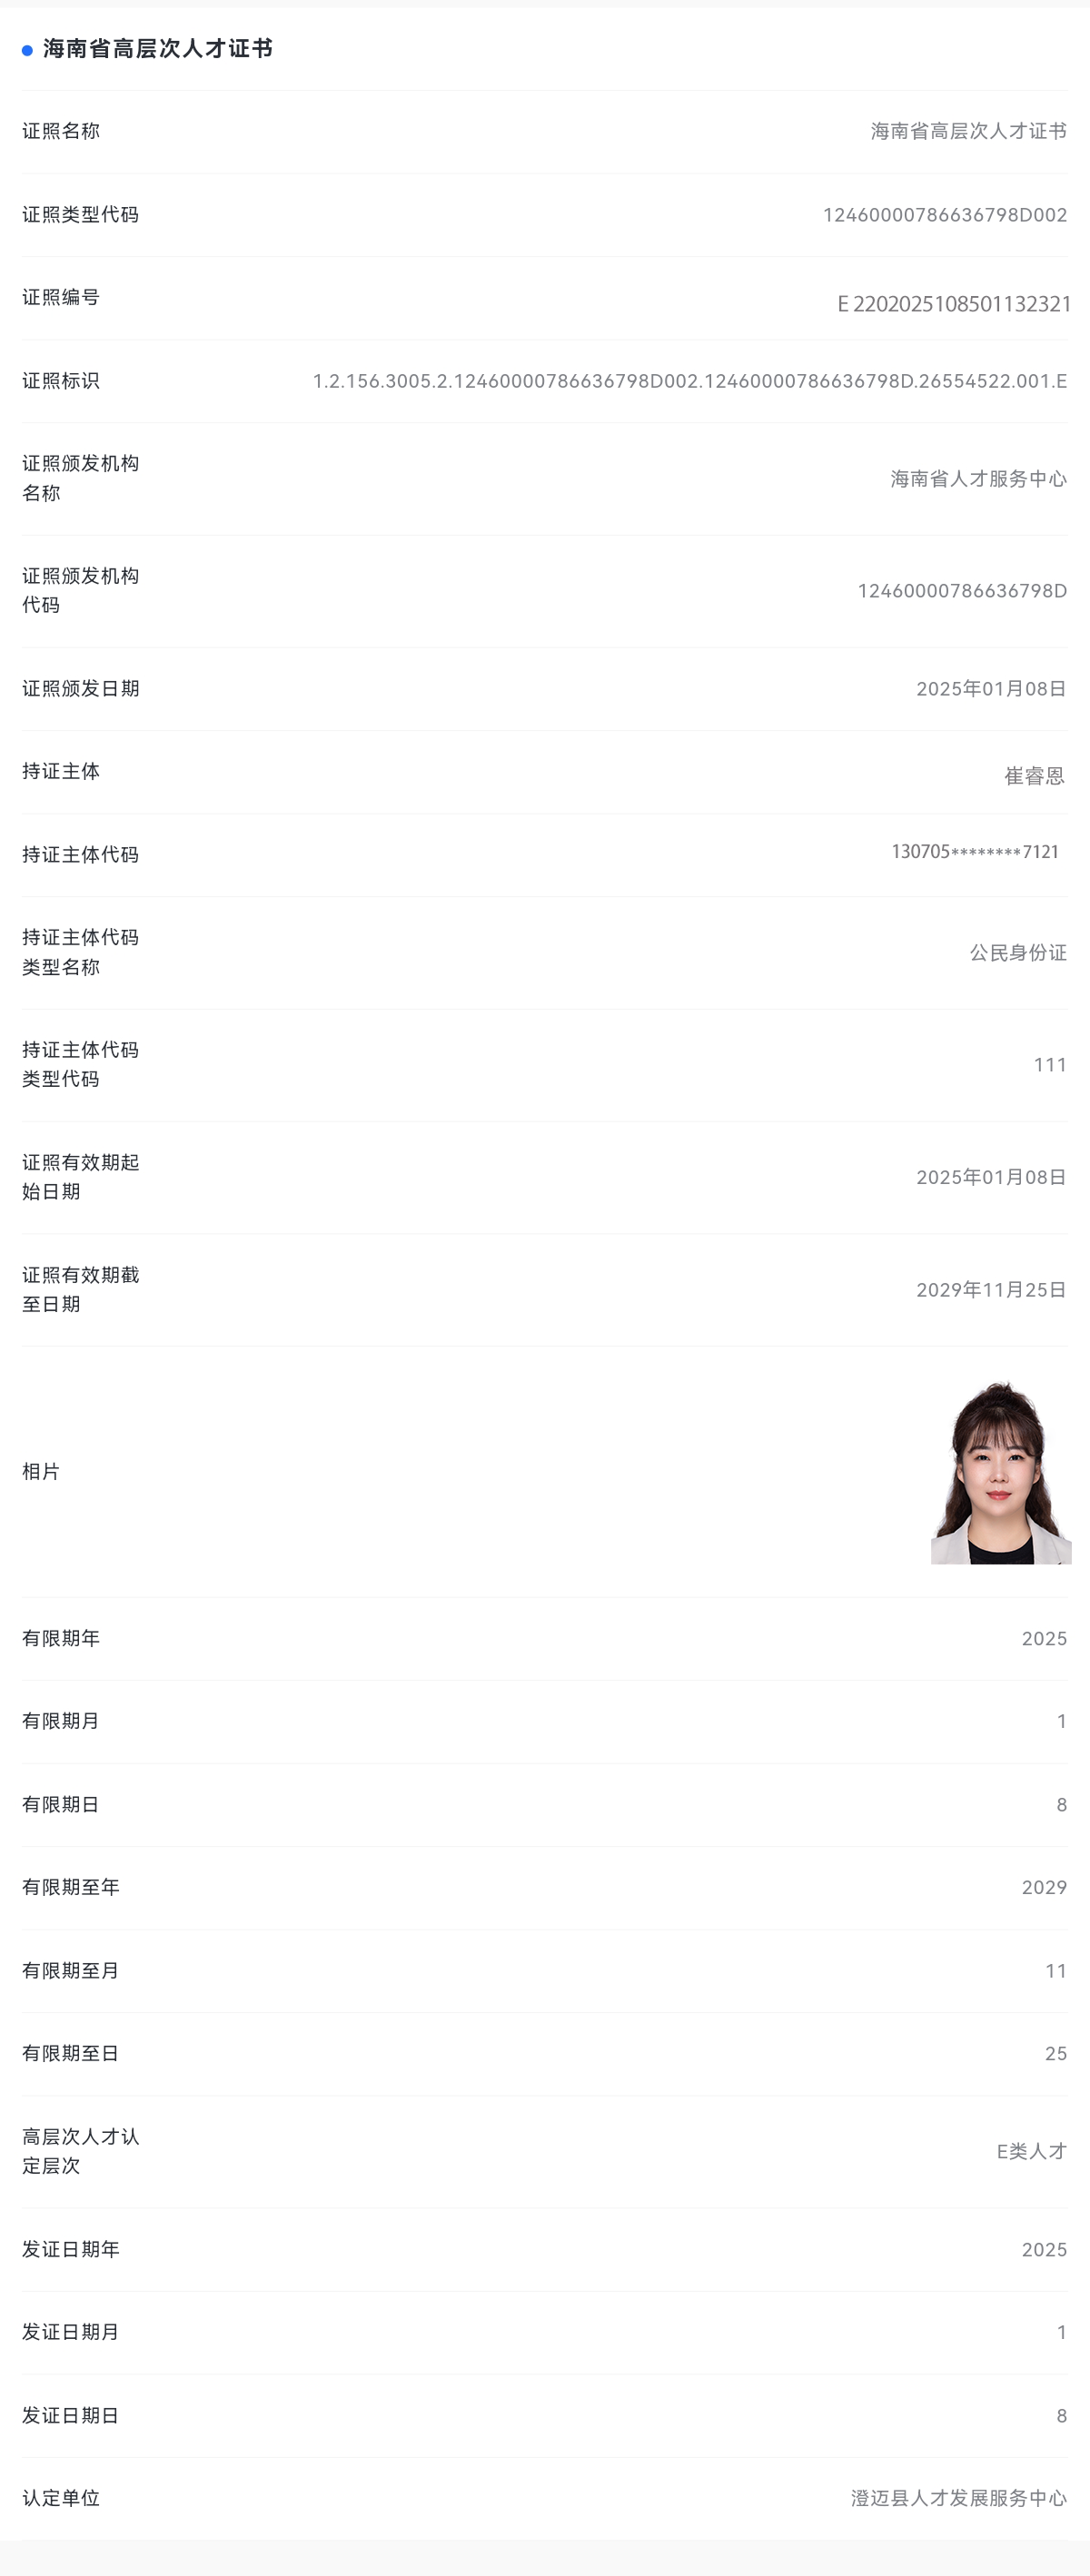 海南省高层次人才证书
证照名称 海南省高层次人才证书
证照类型代码 12460000786636798D002
证照编号 E 2202025108501132321
证照标识 1.2.156.3005.2.12460000786636798D002.12460000786636798D.26554522.001.E
证照颁发机构
名称
海南省人才服务中心
证照颁发机构
代码
12460000786636798D
证照颁发日期 2025年01月08日
持证主体 崔睿恩
持证主体代码 130705********7121
持证主体代码
类型名称
公民身份证
持证主体代码
类型代码
111
证照有效期起
始日期
2025年01月08日
证照有效期截
至日期
2029年11月25日
相片
有限期年 2025
有限期月 1
有限期日 8
有限期至年 2029
有限期至月 11
有限期至日 25
高层次人才认
定层次
E类人才
发证日期年 2025
发证日期月 1
发证日期日 8
认定单位 澄迈县人才发展服务中心